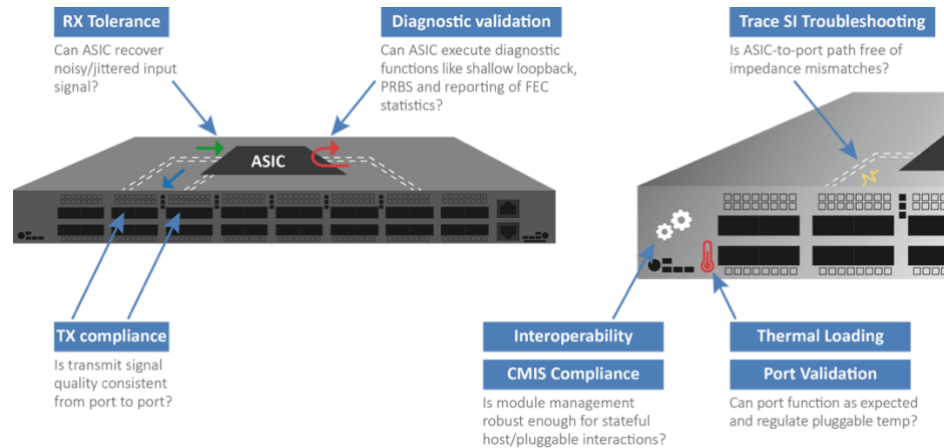 RX Tolerance
Can ASIC recover
noisy/jittered input
signal?
Diagnostic validation
Can ASIC execute diagnostic
functions like shallow loopback,
PRBS and reporting of FEC
statistics?
Trace SI Troubleshooting
Is ASIC-to-port path free of
impedance mismatches?
ASIC
TX compliance
Is transmit signal
quality consistent
from port to port?
Interoperability
CMIS Compliance
Is module management
robust enough for stateful
host/pluggable interactions?
Thermal Loading
Port Validation
Can port function as expected
and regulate pluggable temp?